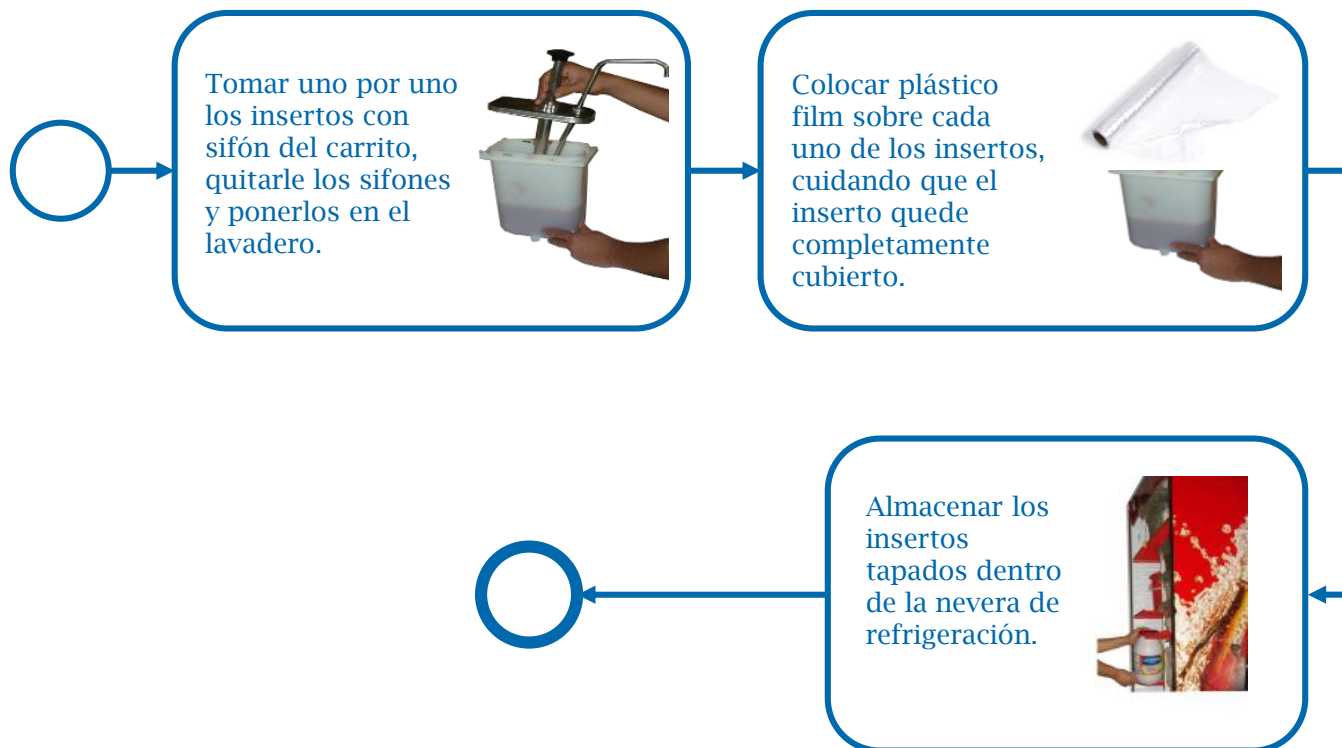 Tomar uno por uno
los insertos con
sifón del carrito,
quitarle los sifones
y ponerlos en el
lavadero.
Colocar plástico
film sobre cada
uno de los insertos,
cuidando que el
inserto quede
completamente
cubierto.
Almacenar los
insertos
tapados dentro
de la nevera de
refrigeración.